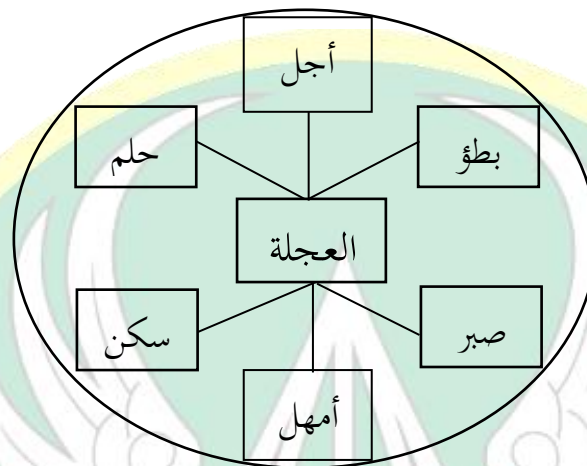 أجل
بطؤ
حلم
العجلة
صبر
سكن
أمهل